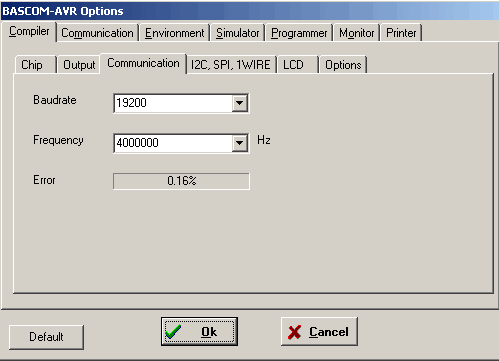 BASCOM-AVR Options
Compiler Communication Environment Simulator Programmer Monitor Printer
Chip Output Communication I2C, SPI, 1WIRE LCD Options
Baudrate 19200
Frequency 4000000 Hz
Error 0.16%
Default Ok Cancel